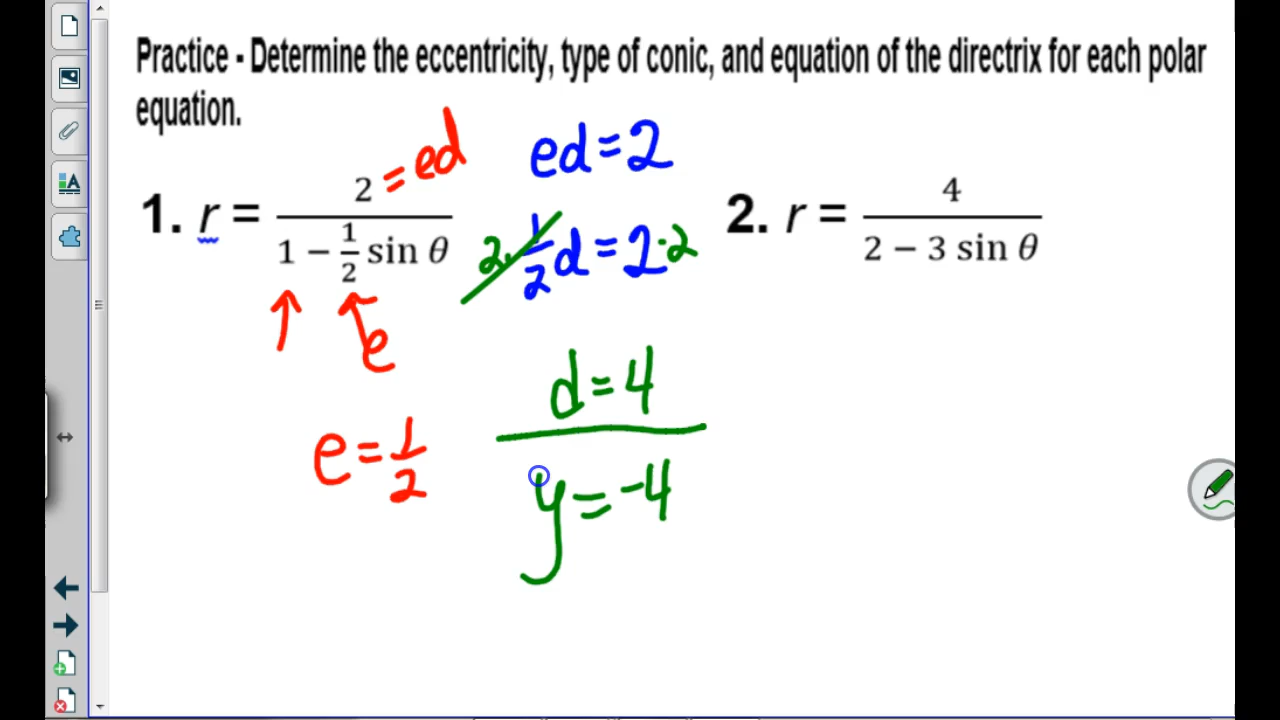 Practice - Determine the eccentricity, type of conic, and equation of the directrix for each polar
equation.
1. r = 2 / (1 − 1/2 sin θ)
= ed
e
e = 1/2
ed = 2
2 · 1/2 d = 2 · 2
d = 4
y = -4
2. r = 4 / (2 − 3 sin θ)